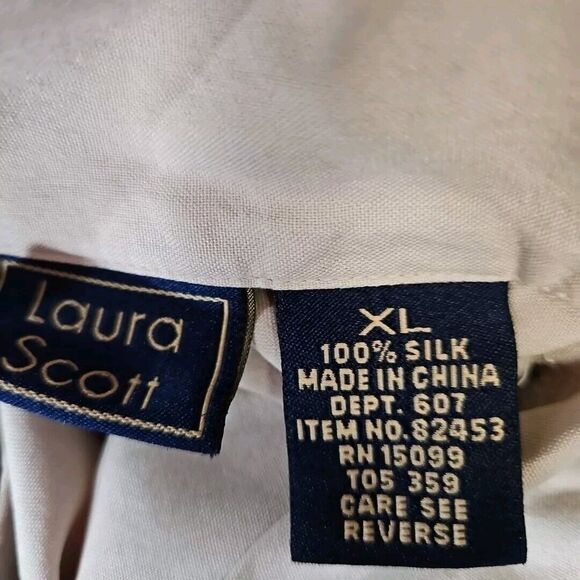 Laura
Scott
XL
100% SILK
MADE IN CHINA
DEPT. 607
ITEM NO. 82453
RN 15099
TO5 359
CARE SEE
REVERSE